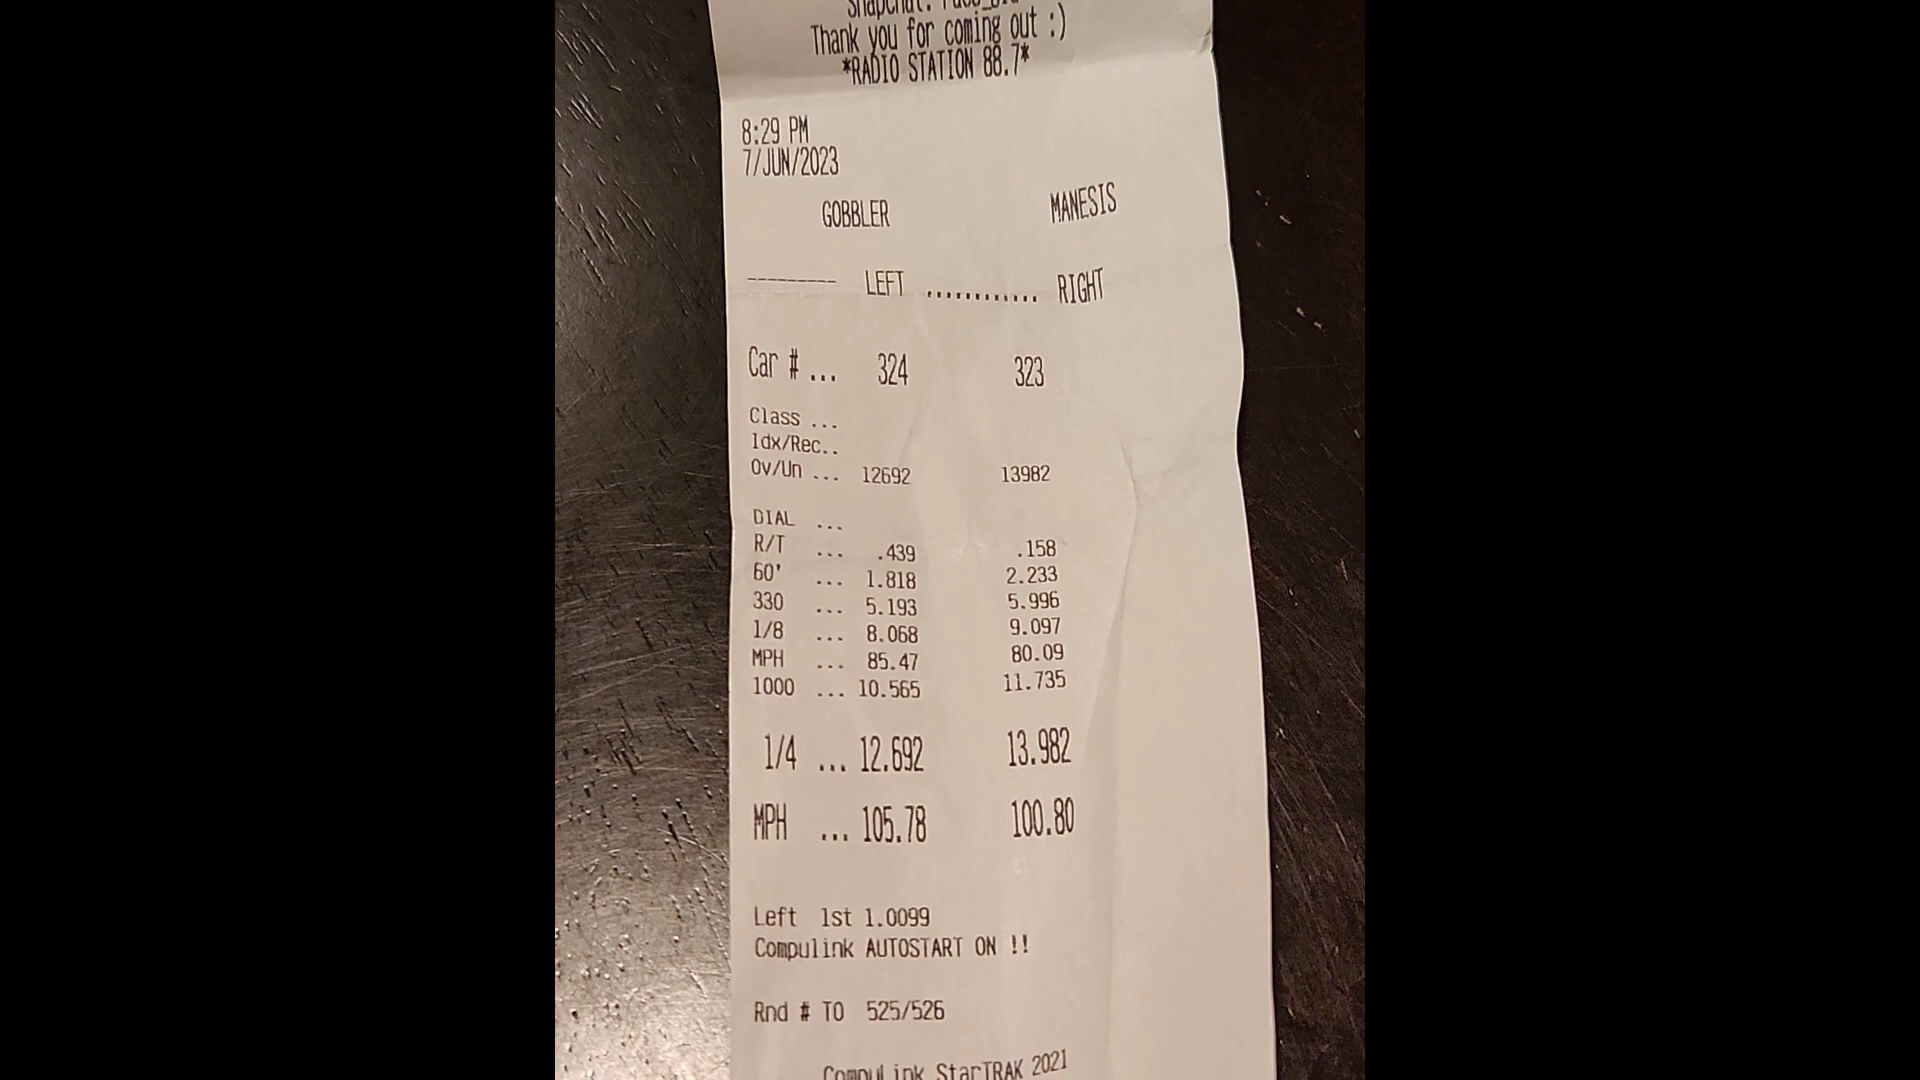 Snapchat:
Thank you for coming out :)
*RADIO STATION 88.7*
8:29 PM
7/JUN/2023
GOBBLER MANESIS
--------- LEFT ............ RIGHT
Car # ... 324 323
Class ...
Idx/Rec..
Ov/Un ... 12692 13982
DIAL ...
R/T ... .439 .158
60' ... 1.818 2.233
330 ... 5.193 5.996
1/8 ... 8.068 9.097
MPH ... 85.47 80.09
1000 ... 10.565 11.735
1/4 ... 12.692 13.982
MPH ... 105.78 100.80
Left 1st 1.0099
Compulink AUTOSTART ON !!
Rnd # TO 525/526
CompuLink StarTRAK 2021